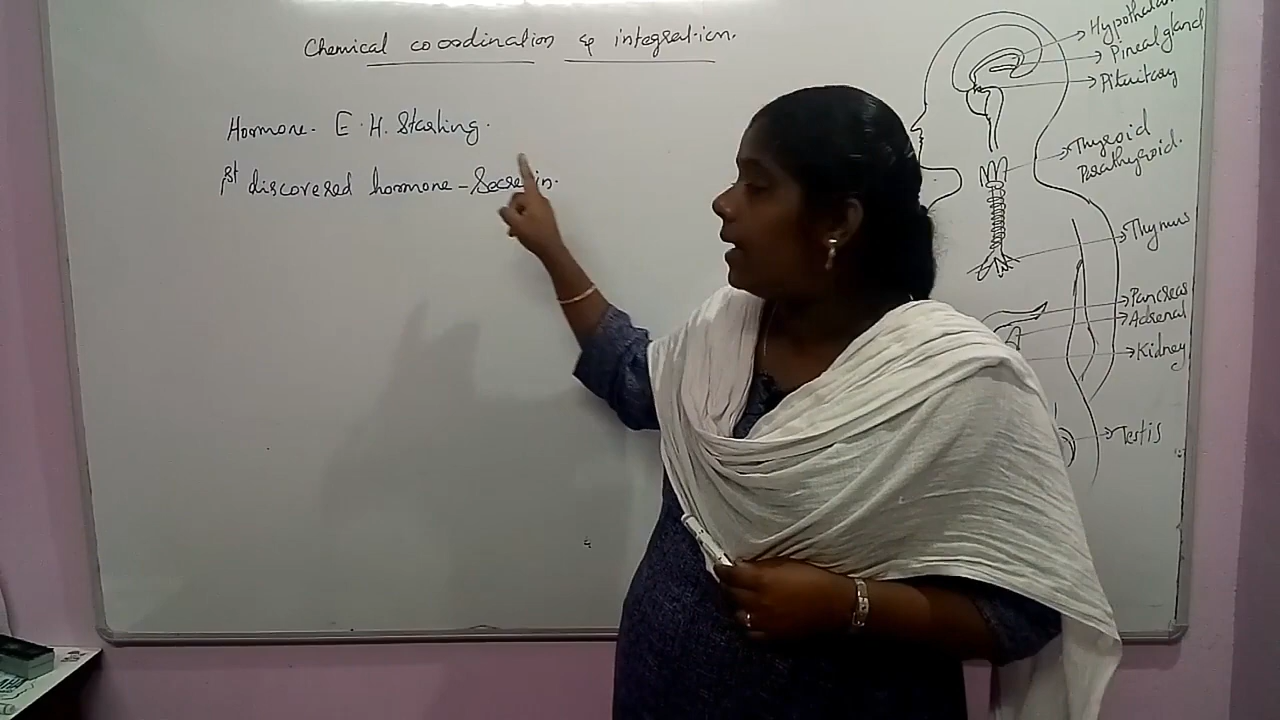 Chemical coordination & integration.
Hormone. E. H. Starling.
1st discovered hormone - Secretin.
Pineal gland
Pituitary
Thyroid
Parathyroid.
Thymus
Pancreas
Adrenal
Kidney
Testis